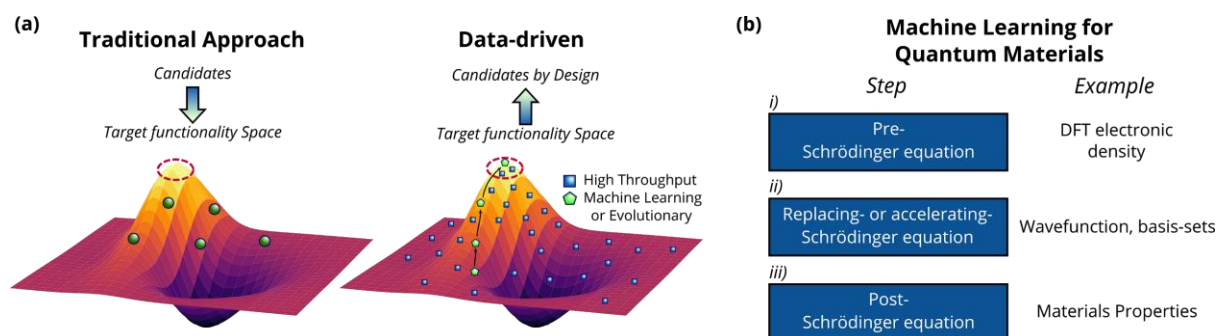 (a)
Traditional Approach
Candidates
Target functionality Space
Data-driven
Candidates by Design
Target functionality Space
High Throughput
Machine Learning
or Evolutionary
(b)
Machine Learning for
Quantum Materials
Step
Example
i)
Pre-
Schrödinger equation
DFT electronic
density
ii)
Replacing- or accelerating-
Schrödinger equation
Wavefunction, basis-sets
iii)
Post-
Schrödinger equation
Materials Properties